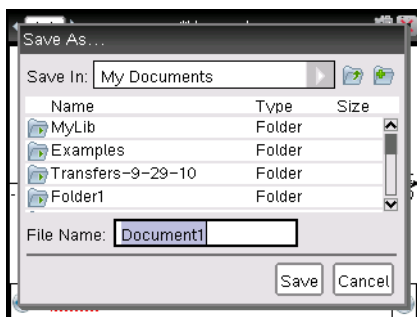 Save As...
Save In: My Documents
Name Type Size
MyLib Folder
Examples Folder
Transfers-9-29-10 Folder
Folder1 Folder
File Name: Document1
Save Cancel